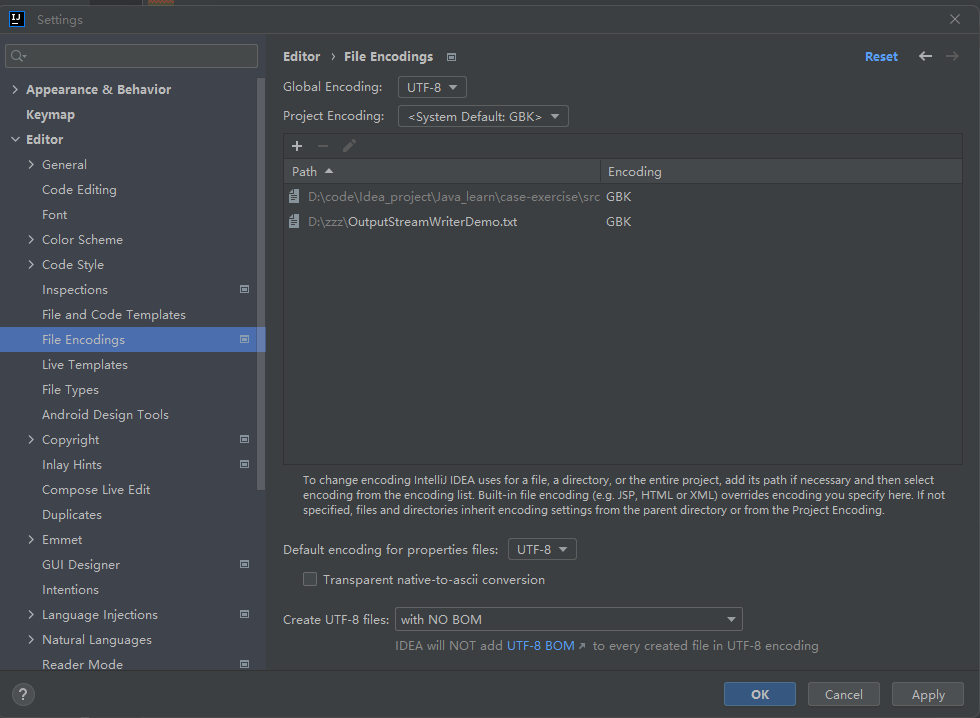 Settings
Appearance & Behavior
Keymap
Editor
General
Code Editing
Font
Color Scheme
Code Style
Inspections
File and Code Templates
File Encodings
Live Templates
File Types
Android Design Tools
Copyright
Inlay Hints
Compose Live Edit
Duplicates
Emmet
GUI Designer
Intentions
Language Injections
Natural Languages
Reader Mode
Editor › File Encodings
Reset
Global Encoding: UTF-8
Project Encoding: <System Default: GBK>
Path Encoding
D:\code\Idea_project\Java_learn\case-exercise\src GBK
D:\zzz\OutputStreamWriterDemo.txt GBK
To change encoding IntelliJ IDEA uses for a file, a directory, or the entire project, add its path if necessary and then select
encoding from the encoding list. Built-in file encoding (e.g. JSP, HTML or XML) overrides encoding you specify here. If not
specified, files and directories inherit encoding settings from the parent directory or from the Project Encoding.
Default encoding for properties files: UTF-8
Transparent native-to-ascii conversion
Create UTF-8 files: with NO BOM
IDEA will NOT add UTF-8 BOM ↗ to every created file in UTF-8 encoding
?
OK Cancel Apply